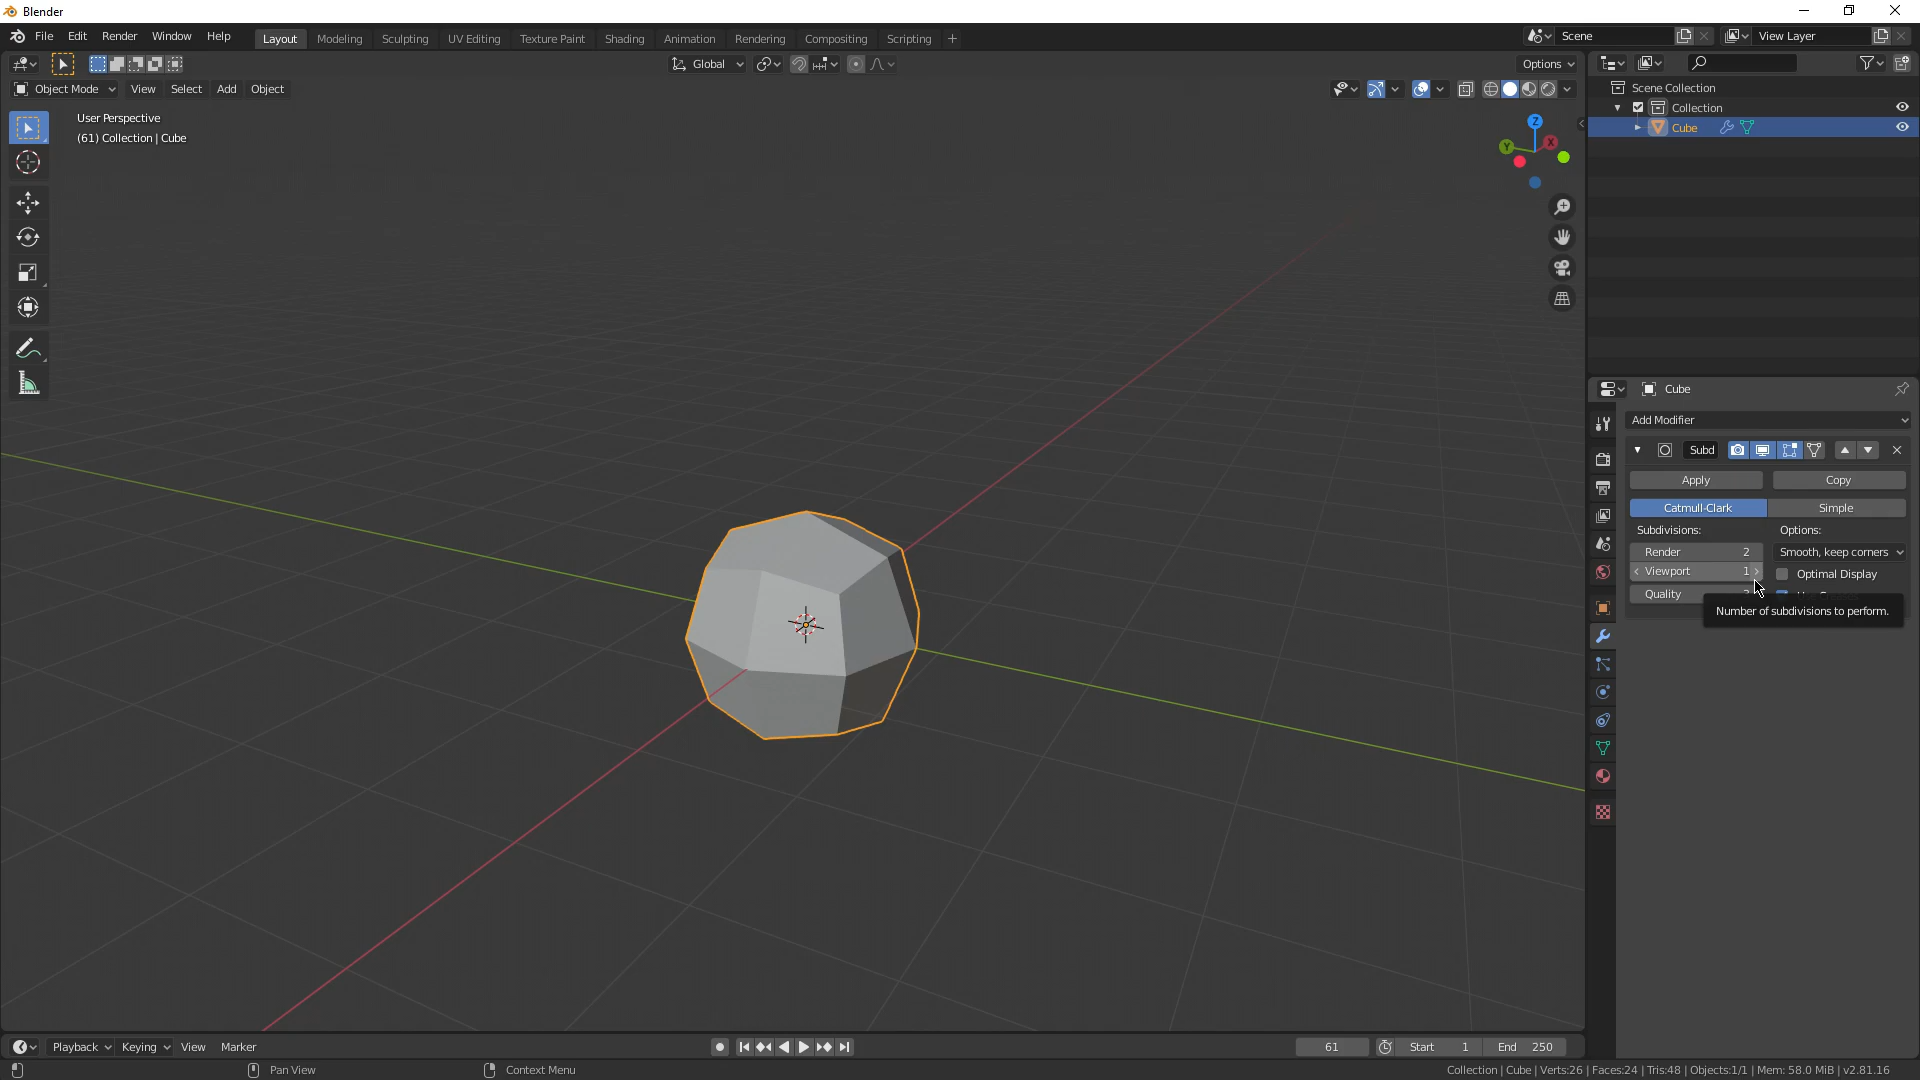 Blender
File Edit Render Window Help
Layout Modeling Sculpting UV Editing Texture Paint Shading Animation Rendering Compositing Scripting +
Scene
View Layer
Global
Options
Object Mode View Select Add Object
User Perspective
(61) Collection | Cube
Z
Y
X
Scene Collection
Collection
Cube
Cube
Add Modifier
Subd
Apply Copy
Catmull-Clark Simple
Subdivisions: Options:
Render 2 Smooth, keep corners
Viewport 1 Optimal Display
Quality
Number of subdivisions to perform.
Playback Keying View Marker
61 Start 1 End 250
Pan View Context Menu
Collection | Cube | Verts:26 | Faces:24 | Tris:48 | Objects:1/1 | Mem: 58.0 MiB | v2.81.16